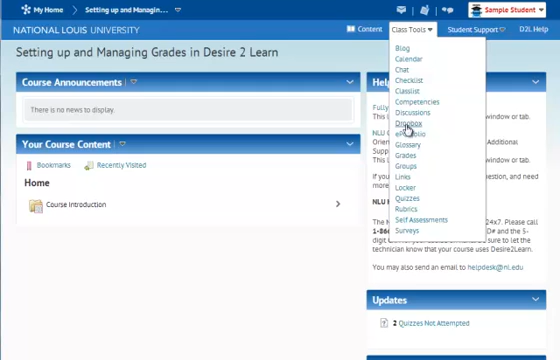 My Home
Setting up and Managin...
Sample Student
NATIONAL LOUIS UNIVERSITY
Content
Class Tools
Student Support
D2L Help
Setting up and Managing Grades in Desire 2 Learn
Course Announcements
There is no news to display.
Your Course Content
Bookmarks
Recently Visited
Home
Course Introduction
Blog
Calendar
Chat
Checklist
Classlist
Competencies
Discussions
Dropbox
ePortfolio
Glossary
Grades
Groups
Links
Locker
Quizzes
Rubrics
Self Assessments
Surveys
Fully
window or tab.
NLU
Additional
window or tab.
question, and need
more
NLU
The N
24x7. Please call
and the 5-
sure to let the
technician know that your course uses Desire2Learn.
You may also send an email to helpdesk@nl.edu
Updates
2 Quizzes Not Attempted